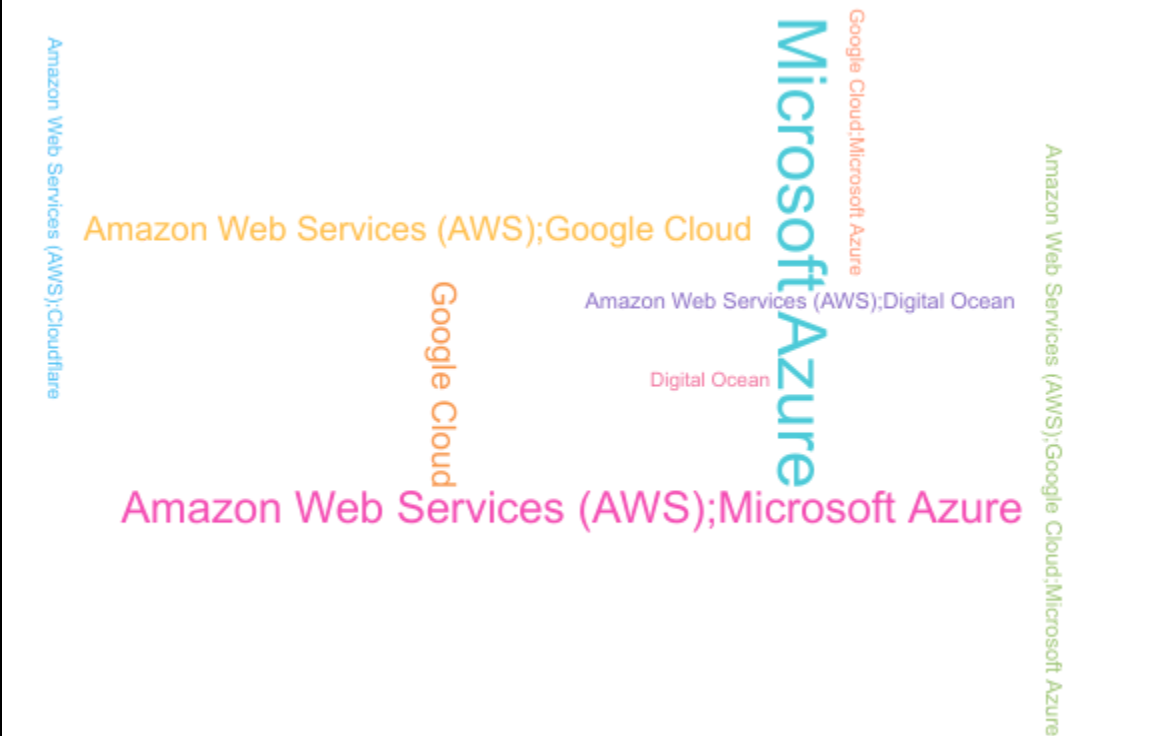 Amazon Web Services (AWS);Cloudflare
Amazon Web Services (AWS);Google Cloud
Google Cloud
Microsoft Azure
Google Cloud;Microsoft Azure
Amazon Web Services (AWS);Digital Ocean
Digital Ocean
Amazon Web Services (AWS);Microsoft Azure
Amazon Web Services (AWS);Google Cloud;Microsoft Azure